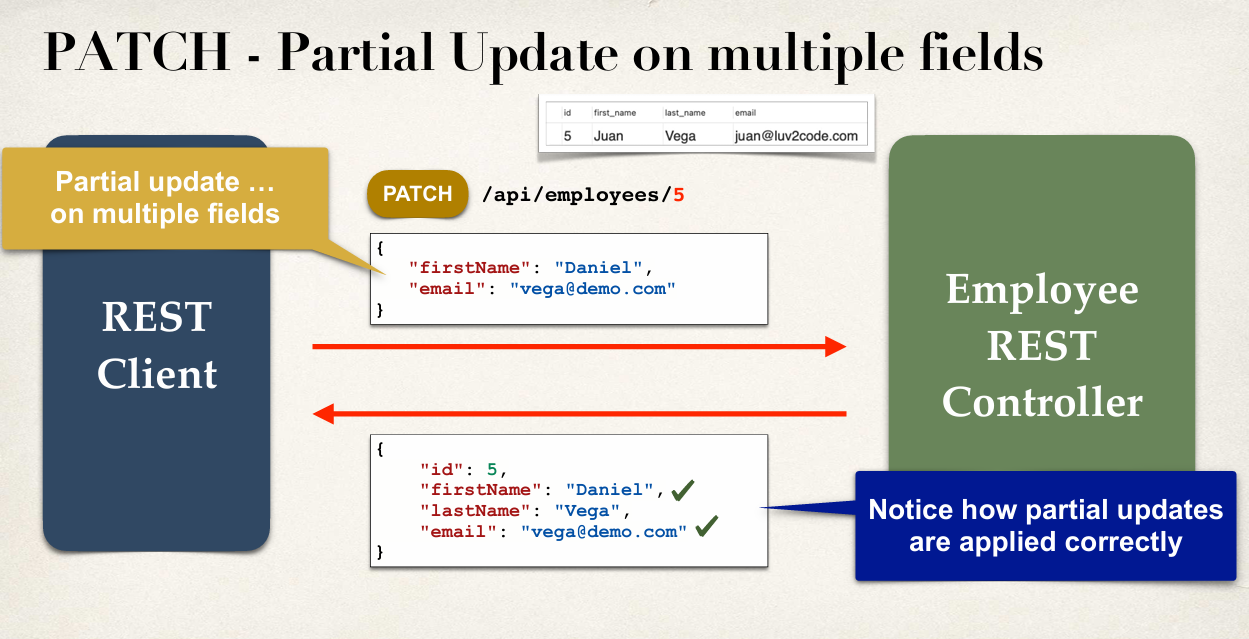 PATCH - Partial Update on multiple fields
id first_name last_name email
5 Juan Vega juan@luv2code.com
Partial update …
on multiple fields
PATCH /api/employees/5
{
"firstName": "Daniel",
"email": "vega@demo.com"
}
REST
Client
Employee
REST
Controller
{
"id": 5,
"firstName": "Daniel",
"lastName": "Vega",
"email": "vega@demo.com"
}
Notice how partial updates
are applied correctly